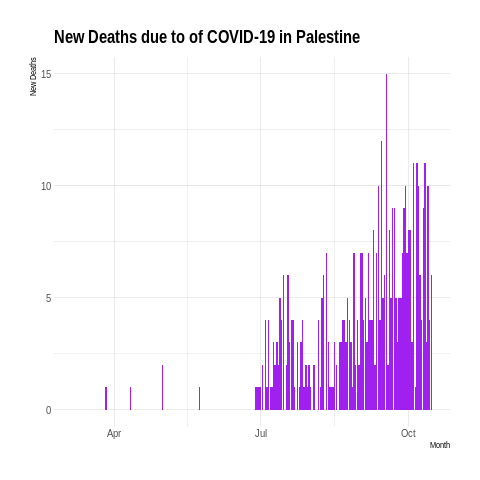 New Deaths due to of COVID-19 in Palestine
New Deaths
15
10
5
0
Apr
Jul
Oct
Month